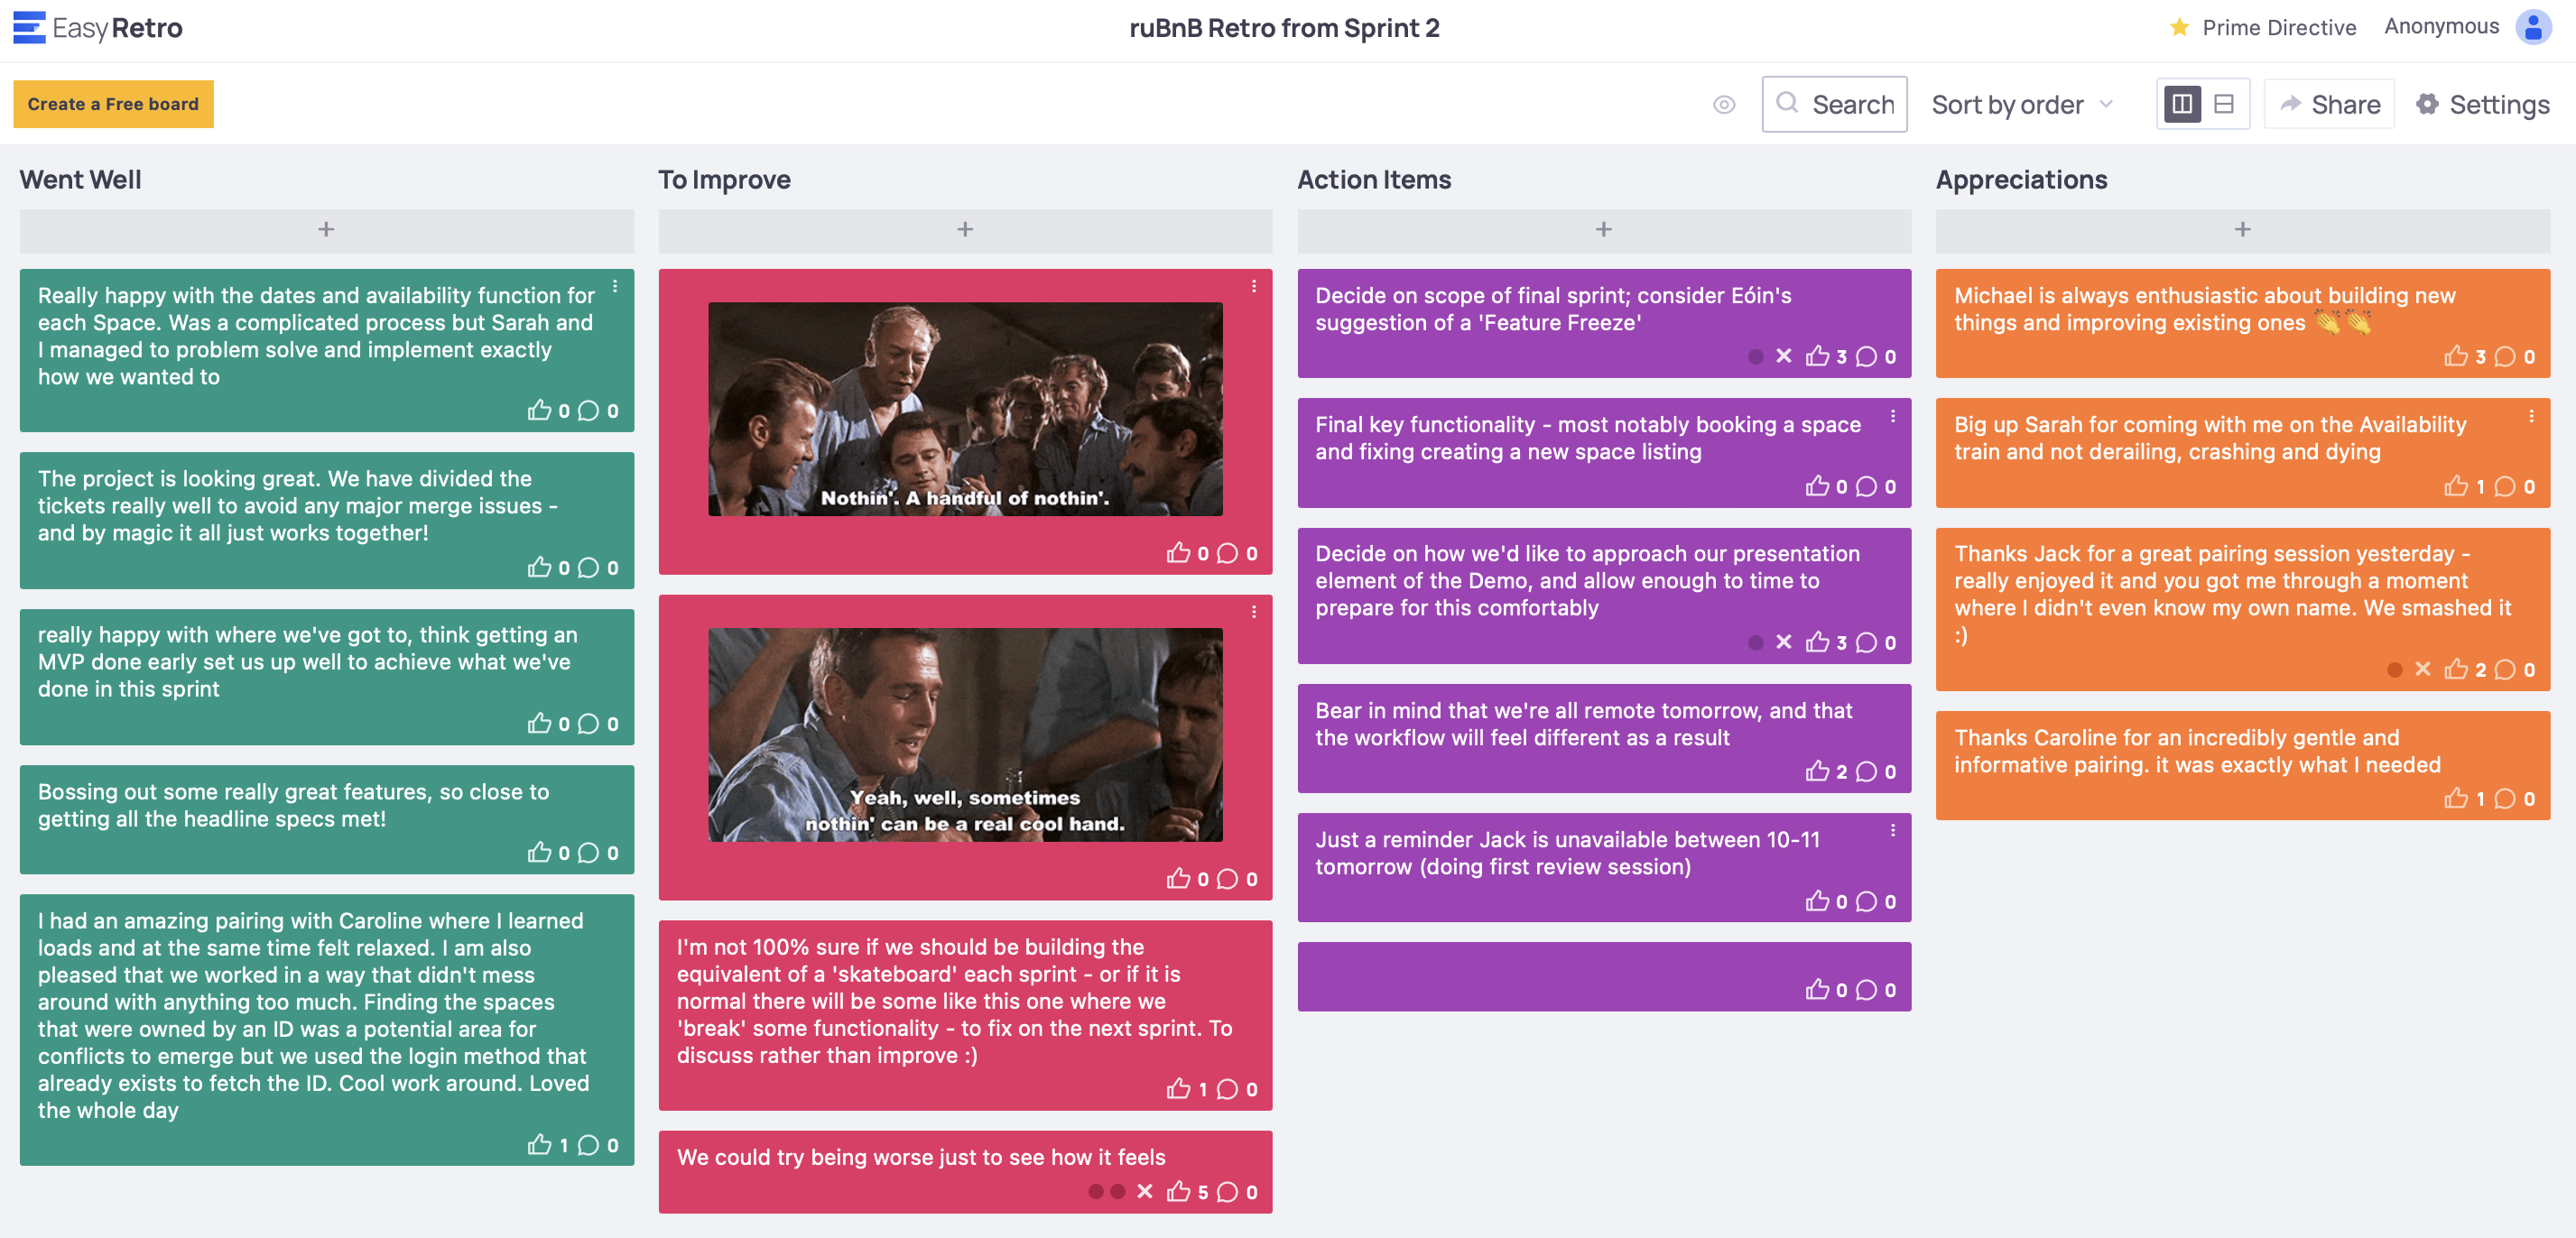 EasyRetro
ruBnB Retro from Sprint 2
Prime Directive
Anonymous
Create a Free board
Search
Sort by order
Share
Settings
Went Well
+
Really happy with the dates and availability function for
each Space. Was a complicated process but Sarah and
I managed to problem solve and implement exactly
how we wanted to
0 0
The project is looking great. We have divided the
tickets really well to avoid any major merge issues -
and by magic it all just works together!
0 0
really happy with where we've got to, think getting an
MVP done early set us up well to achieve what we've
done in this sprint
0 0
Bossing out some really great features, so close to
getting all the headline specs met!
0 0
I had an amazing pairing with Caroline where I learned
loads and at the same time felt relaxed. I am also
pleased that we worked in a way that didn't mess
around with anything too much. Finding the spaces
that were owned by an ID was a potential area for
conflicts to emerge but we used the login method that
already exists to fetch the ID. Cool work around. Loved
the whole day
1 0
To Improve
+
Nothin'. A handful of nothin'.
0 0
Yeah, well, sometimes
nothin' can be a real cool hand.
0 0
I'm not 100% sure if we should be building the
equivalent of a 'skateboard' each sprint - or if it is
normal there will be some like this one where we
'break' some functionality - to fix on the next sprint. To
discuss rather than improve :)
1 0
We could try being worse just to see how it feels
5 0
Action Items
+
Decide on scope of final sprint; consider Eóin's
suggestion of a 'Feature Freeze'
3 0
Final key functionality - most notably booking a space
and fixing creating a new space listing
0 0
Decide on how we'd like to approach our presentation
element of the Demo, and allow enough to time to
prepare for this comfortably
3 0
Bear in mind that we're all remote tomorrow, and that
the workflow will feel different as a result
2 0
Just a reminder Jack is unavailable between 10-11
tomorrow (doing first review session)
0 0
0 0
Appreciations
+
Michael is always enthusiastic about building new
things and improving existing ones 👏👏
3 0
Big up Sarah for coming with me on the Availability
train and not derailing, crashing and dying
1 0
Thanks Jack for a great pairing session yesterday -
really enjoyed it and you got me through a moment
where I didn't even know my own name. We smashed it
:)
2 0
Thanks Caroline for an incredibly gentle and
informative pairing. it was exactly what I needed
1 0